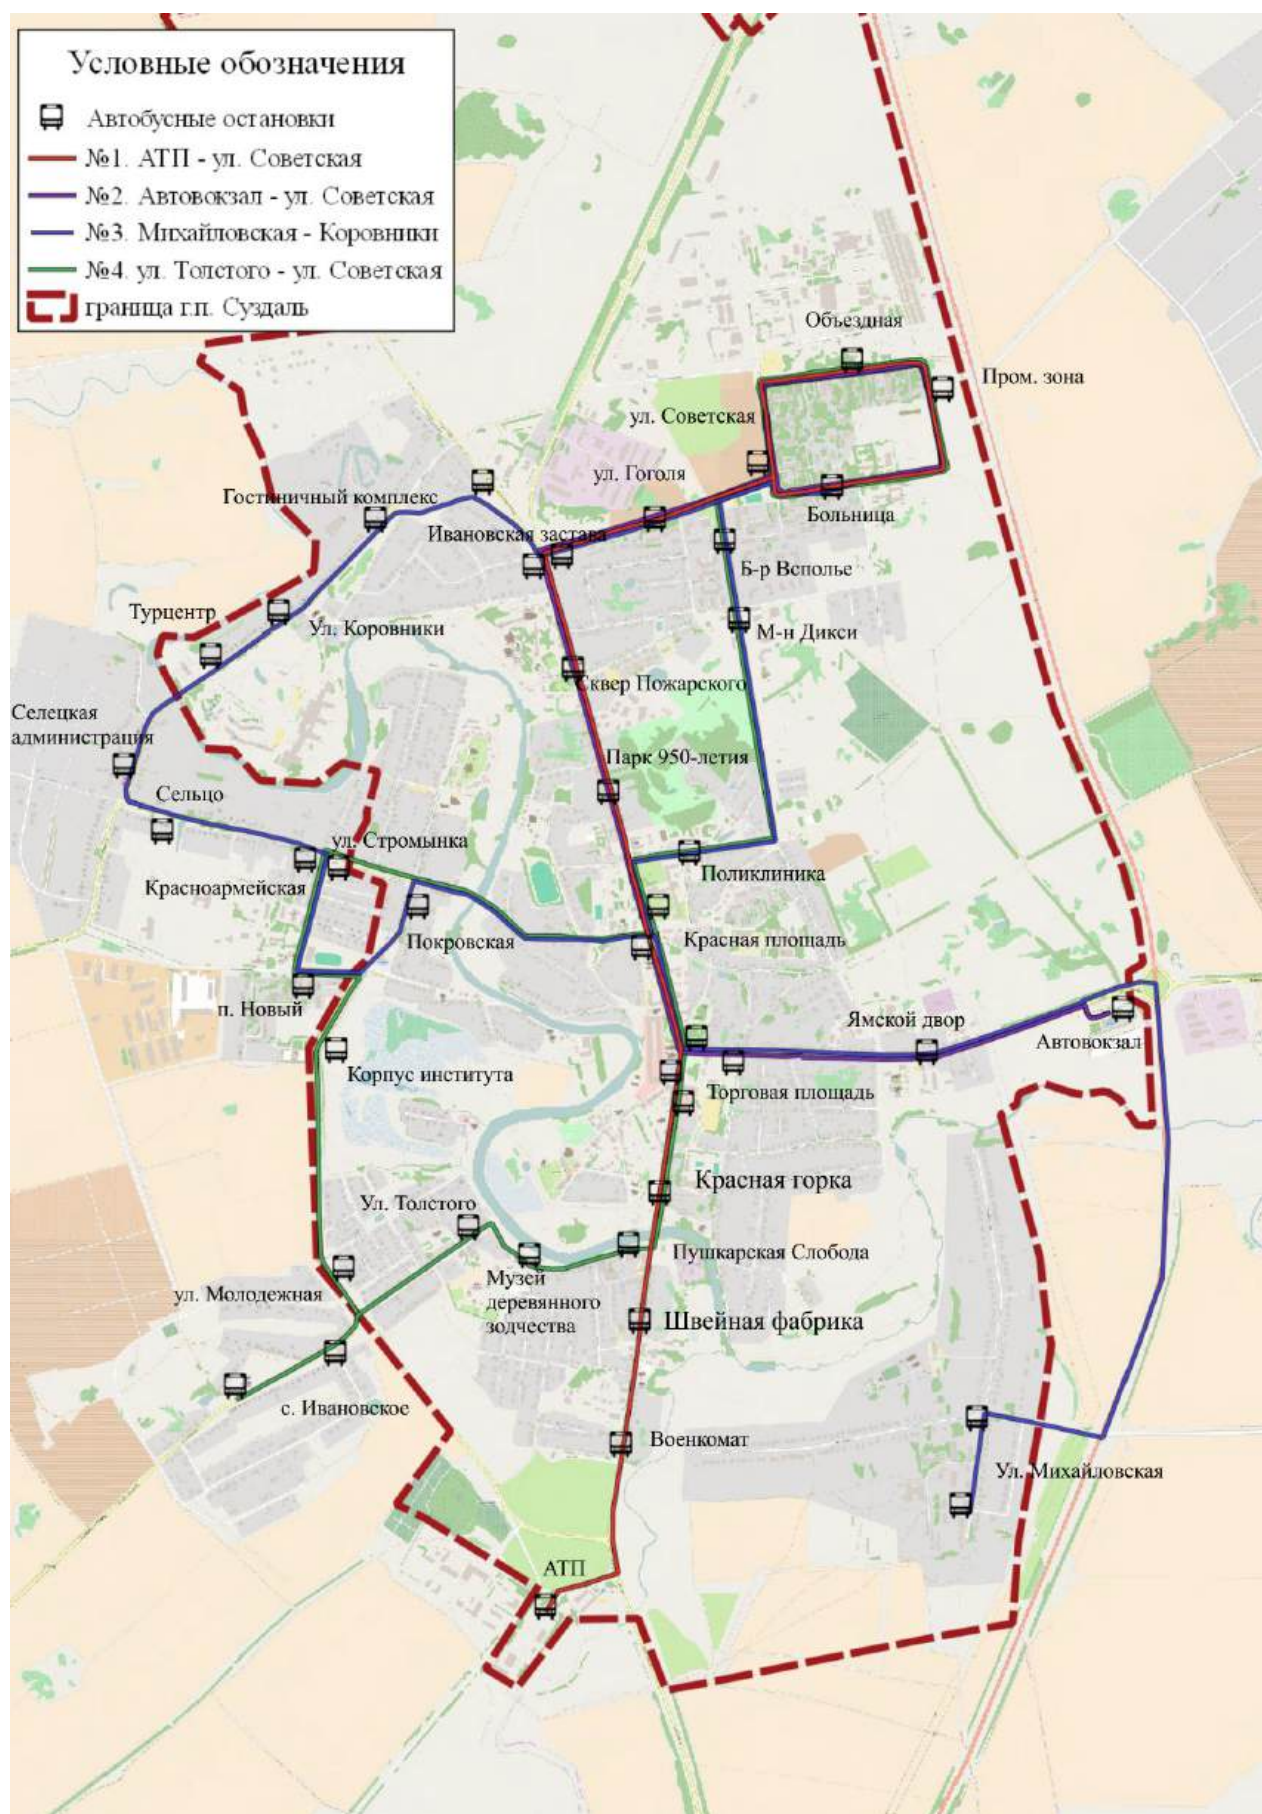 Условные обозначения
Автобусные остановки
№1. АТП - ул. Советская
№2. Автовокзал - ул. Советская
№3. Михайловская - Коровники
№4. ул. Толстого - ул. Советская
граница г.п. Суздаль
Объездная
Пром. зона
ул. Советская
ул. Гоголя
Гостиничный комплекс
Больница
Ивановская застава
Б-р Всполье
Турцентр
Ул. Коровники
М-н Дикси
Сквер Пожарского
Селецкая
администрация
Парк 950-летия
Сельцо
ул. Стромынка
Поликлиника
Красноармейская
Покровская
Красная площадь
п. Новый
Ямской двор
Автовокзал
Корпус института
Торговая площадь
Красная горка
Ул. Толстого
Пушкарская Слобода
Музей
деревянного
зодчества
ул. Молодежная
Швейная фабрика
с. Ивановское
Военкомат
Ул. Михайловская
АТП